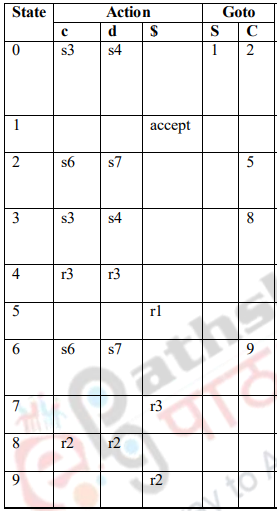 State Action Goto
c d $ S C
0 s3 s4 1 2
1 accept
2 s6 s7 5
3 s3 s4 8
4 r3 r3
5 r1
6 s6 s7 9
7 r3
8 r2 r2
9 r2